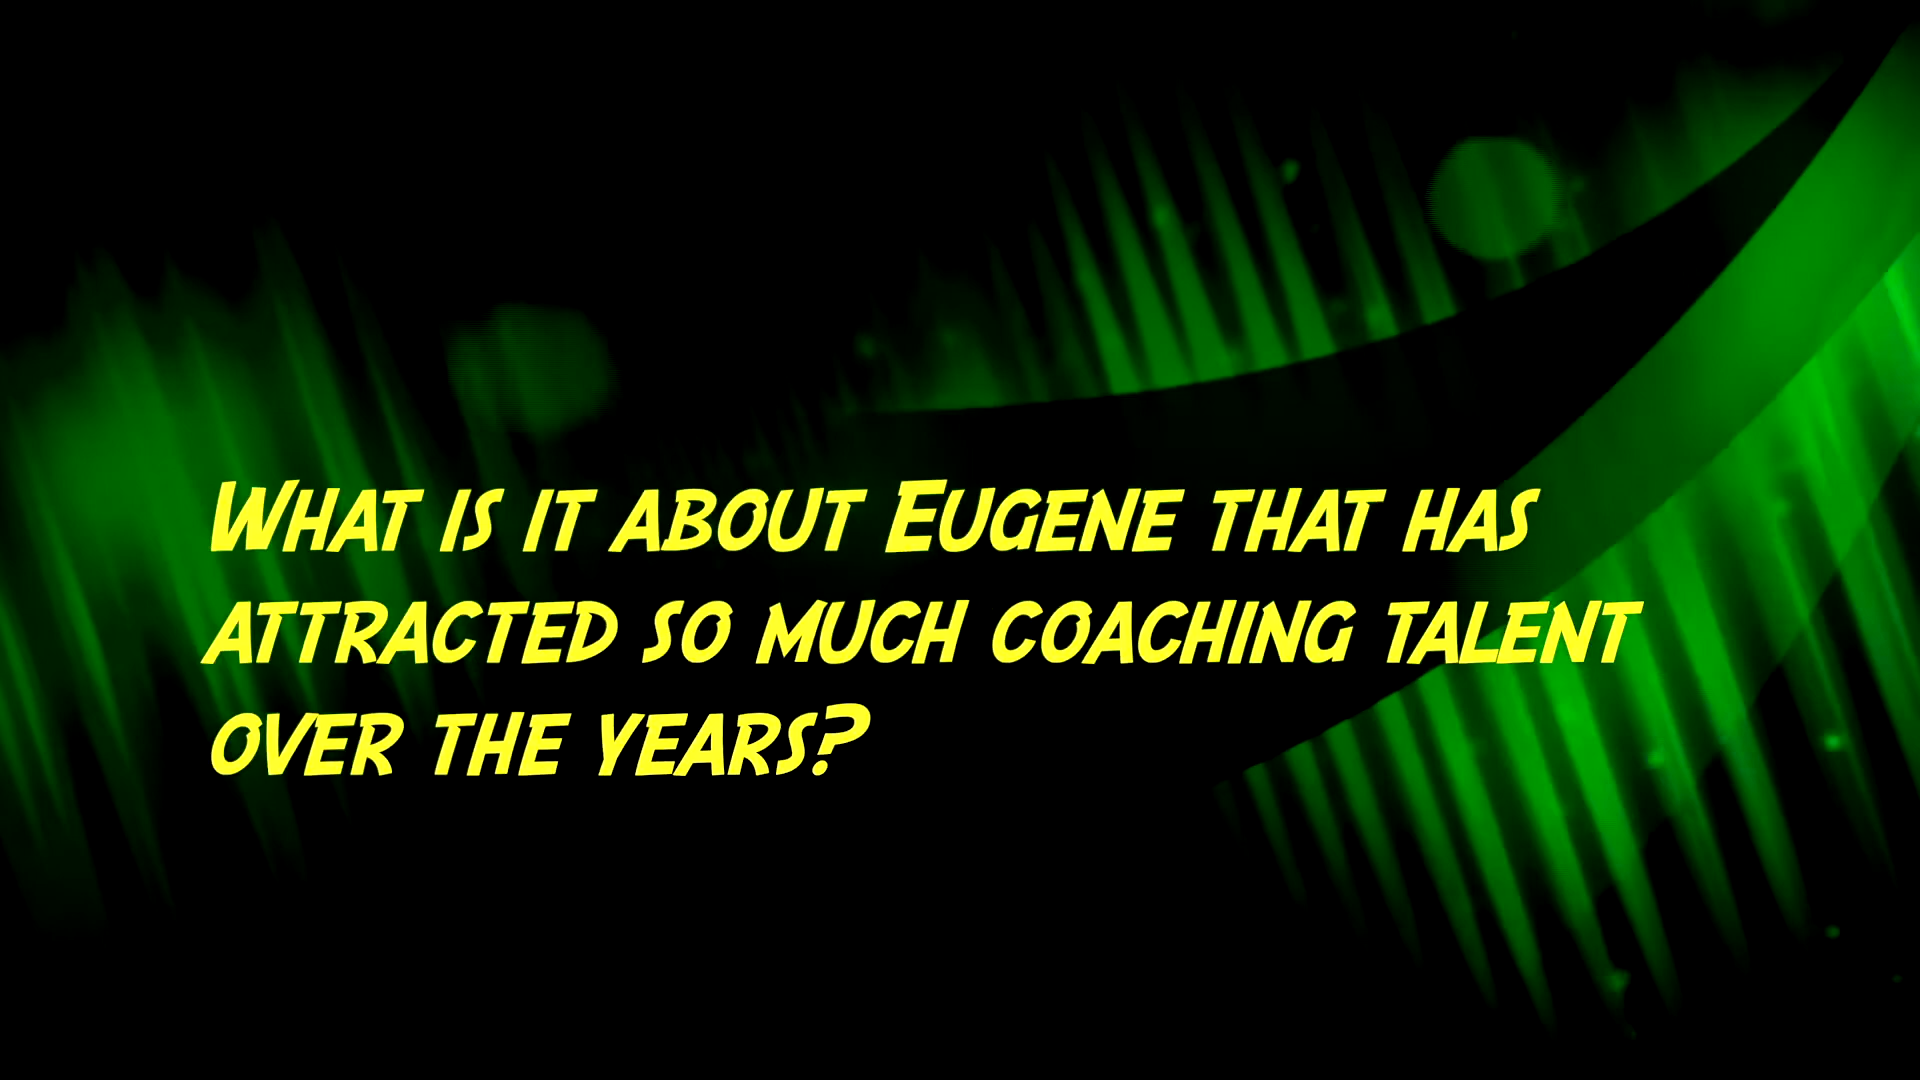 What is it about Eugene that has
attracted so much coaching talent
over the years?